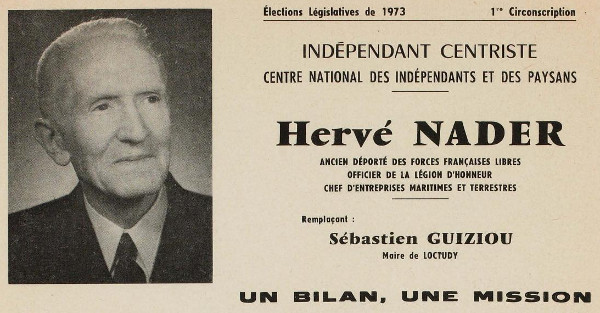 Élections Législatives de 1973 1re Circonscription
INDÉPENDANT CENTRISTE
CENTRE NATIONAL DES INDÉPENDANTS ET DES PAYSANS
Hervé NADER
ANCIEN DÉPORTÉ DES FORCES FRANÇAISES LIBRES
OFFICIER DE LA LÉGION D'HONNEUR
CHEF D'ENTREPRISES MARITIMES ET TERRESTRES
Remplaçant :
Sébastien GUIZIOU
Maire de LOCTUDY
UN BILAN, UNE MISSION